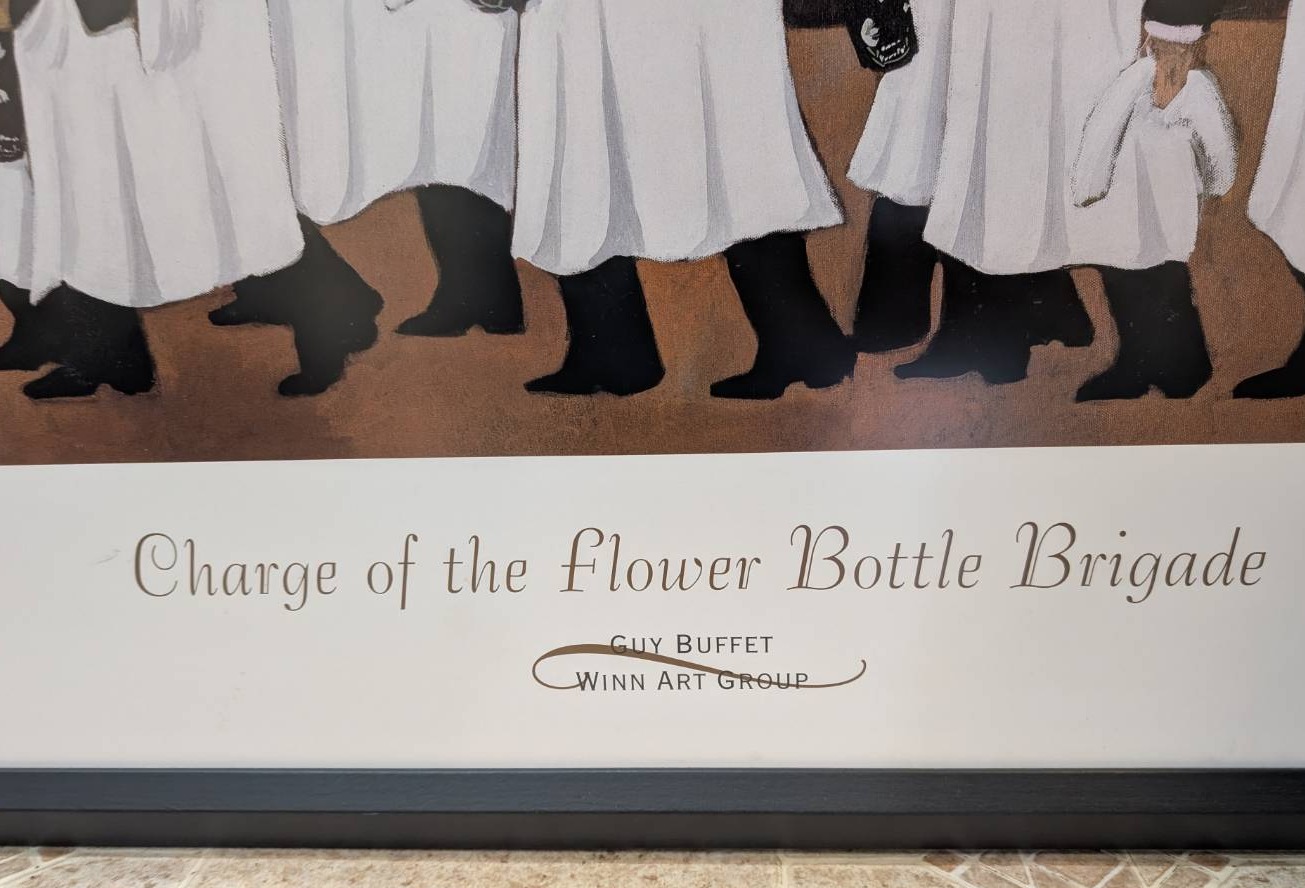 Charge of the Flower Bottle Brigade
GUY BUFFET
WINN ART GROUP